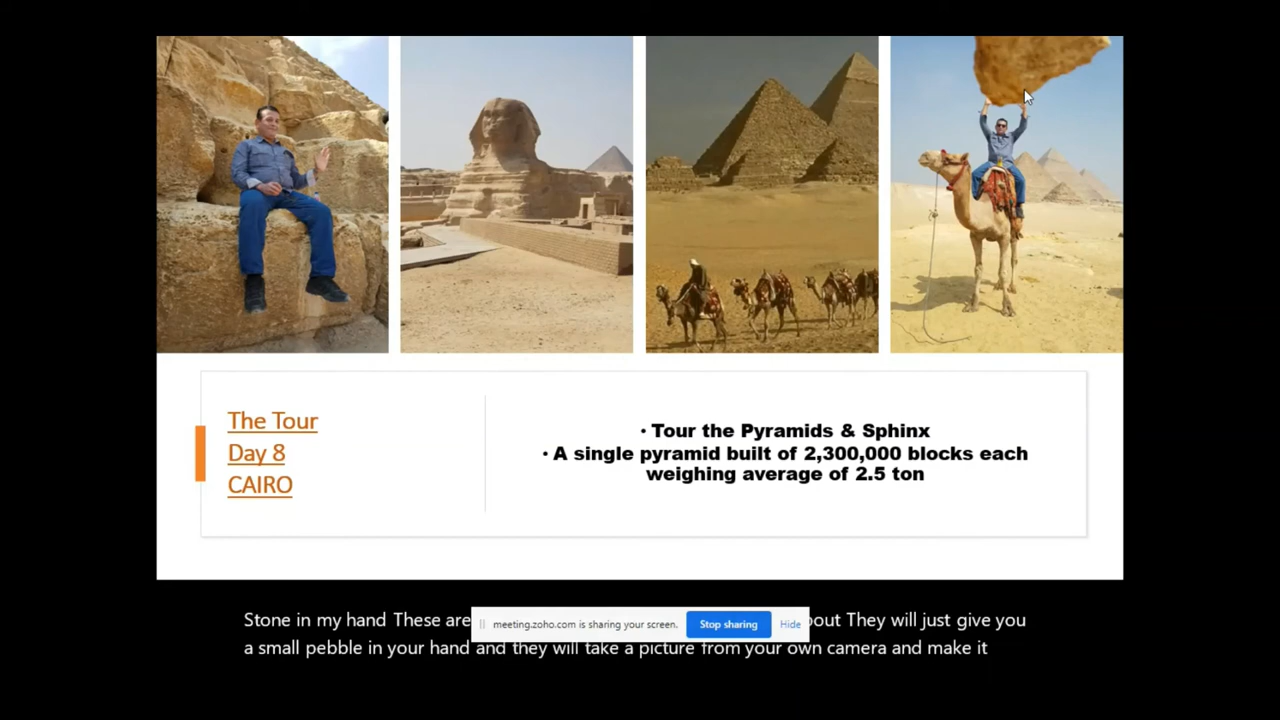 The Tour
Day 8
CAIRO
• Tour the Pyramids & Sphinx
• A single pyramid built of 2,300,000 blocks each
weighing average of 2.5 ton
Stone in my hand These are
They will just give you
a small pebble in your hand and they will take a picture from your own camera and make it
meeting.zoho.com is sharing your screen.
Stop sharing
Hide